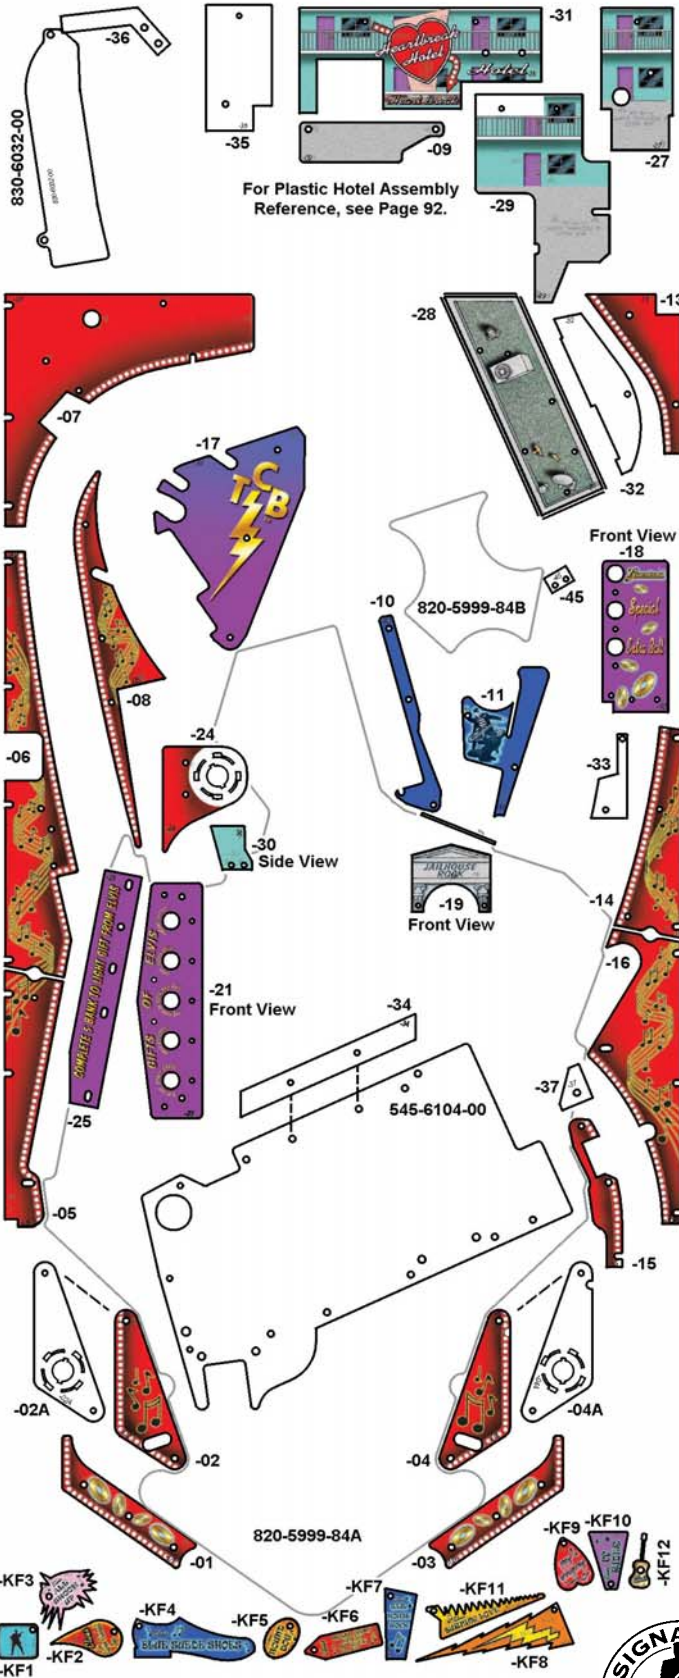 -36
-31
Heartbreak
Hotel
Hotel
830-6032-00
830-6032-00
-35
-09
-27
For Plastic Hotel Assembly
Reference, see Page 92.
-29
-28
-13
-07
-17
TCB
-32
Front View
-18
Special
Extra Ball
-10
820-5999-84B
-45
-11
-08
-24
-06
-33
-30
Side View
JAILHOUSE
ROCK
-19
Front View
-14
-16
COMPLETE 5 BANK TO LIGHT GIFT FROM ELVIS
GIFTS OF ELVIS
-21
Front View
-34
-37
545-6104-00
-25
-05
-15
-02A
-04A
-02
-04
820-5999-84A
-01
-03
-KF9
-KF10
-KF12
-KF3
-KF7
-KF11
-KF4
-KF5
-KF6
BLUE SUEDE SHOES
-KF1
-KF2
-KF8